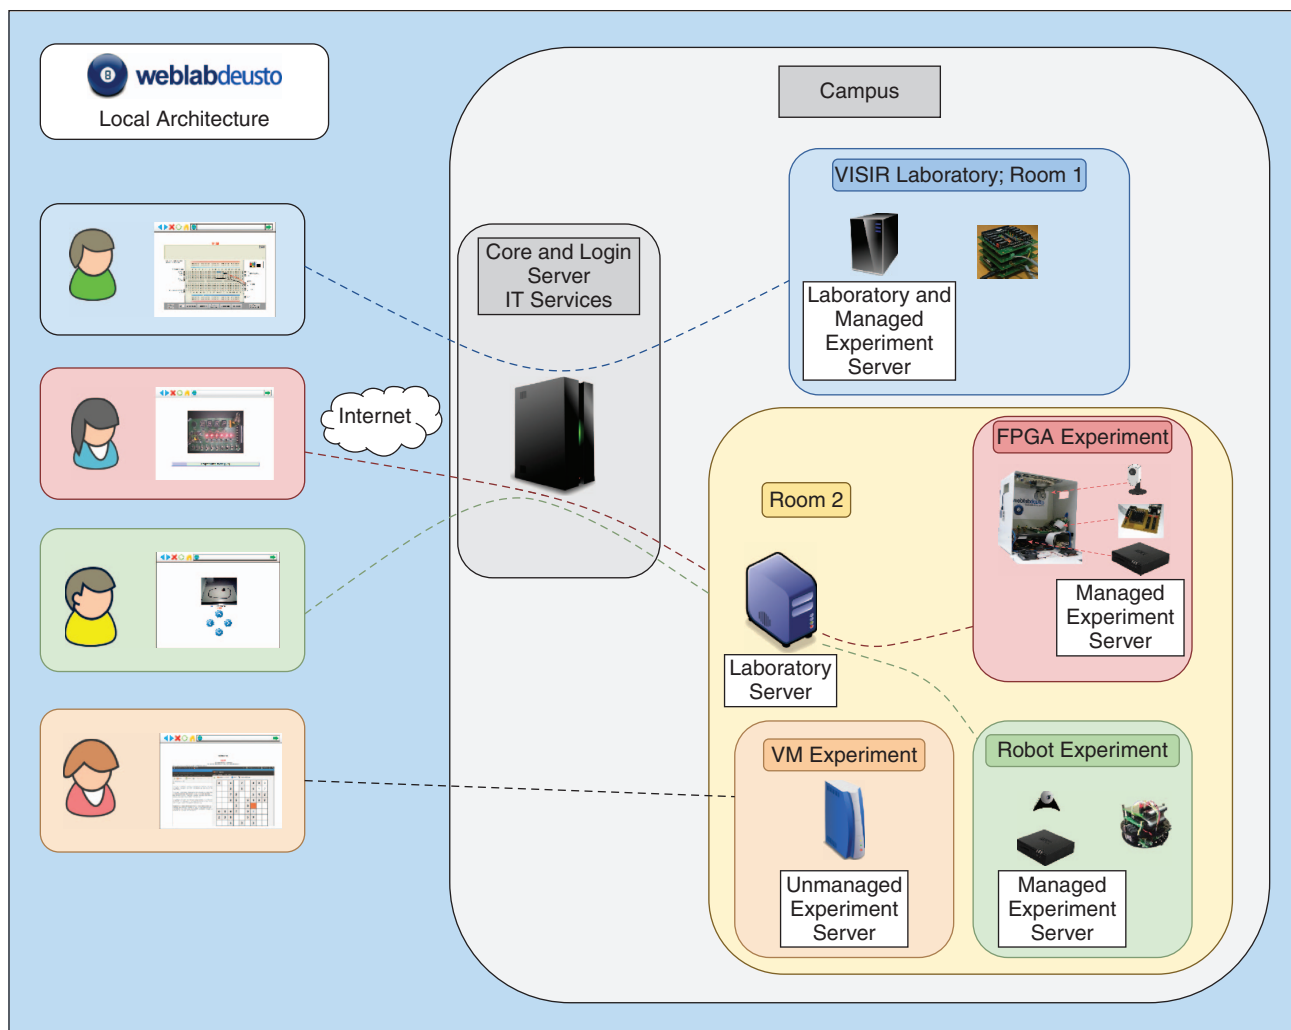 weblabdeusto
Local Architecture
Campus
VISIR Laboratory; Room 1
Core and Login
Server
IT Services
Laboratory and
Managed
Experiment
Server
Internet
FPGA Experiment
weblabdeusto
Room 2
Managed
Experiment
Server
Laboratory
Server
VM Experiment
Robot Experiment
Unmanaged
Experiment
Server
Managed
Experiment
Server